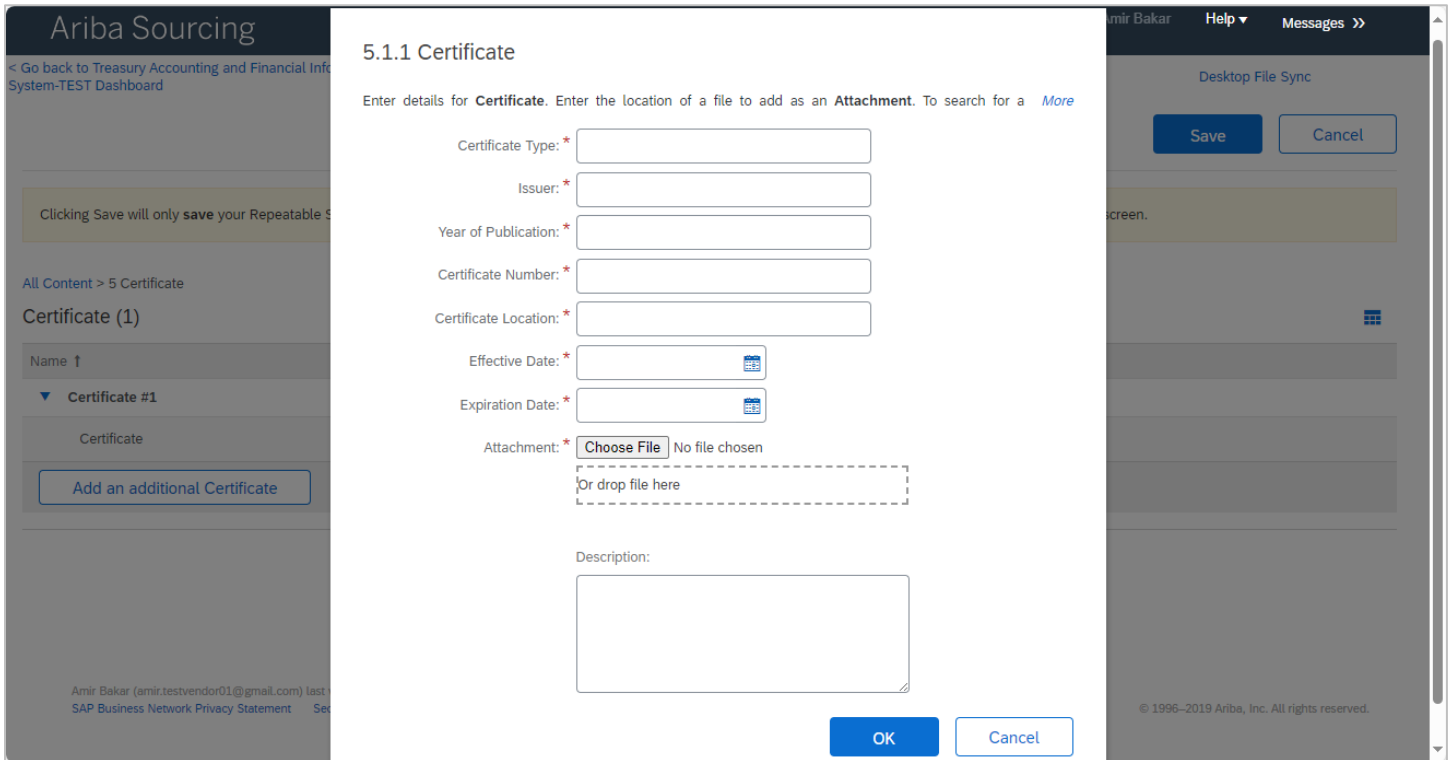 Ariba Sourcing
Amir Bakar
Help ▾
Messages >>
< Go back to Treasury Accounting and Financial Info
System-TEST Dashboard
Desktop File Sync
Save
Cancel
Clicking Save will only save your Repeatable S
screen.
All Content > 5 Certificate
Certificate (1)
Name ↑
▼ Certificate #1
Certificate
Add an additional Certificate
5.1.1 Certificate
Enter details for Certificate. Enter the location of a file to add as an Attachment. To search for a More
Certificate Type: *
Issuer: *
Year of Publication: *
Certificate Number: *
Certificate Location: *
Effective Date: *
Expiration Date: *
Attachment: * Choose File No file chosen
Or drop file here
Description:
OK
Cancel
Amir Bakar (amir.testvendor01@gmail.com) last
SAP Business Network Privacy Statement Sec
© 1996–2019 Ariba, Inc. All rights reserved.